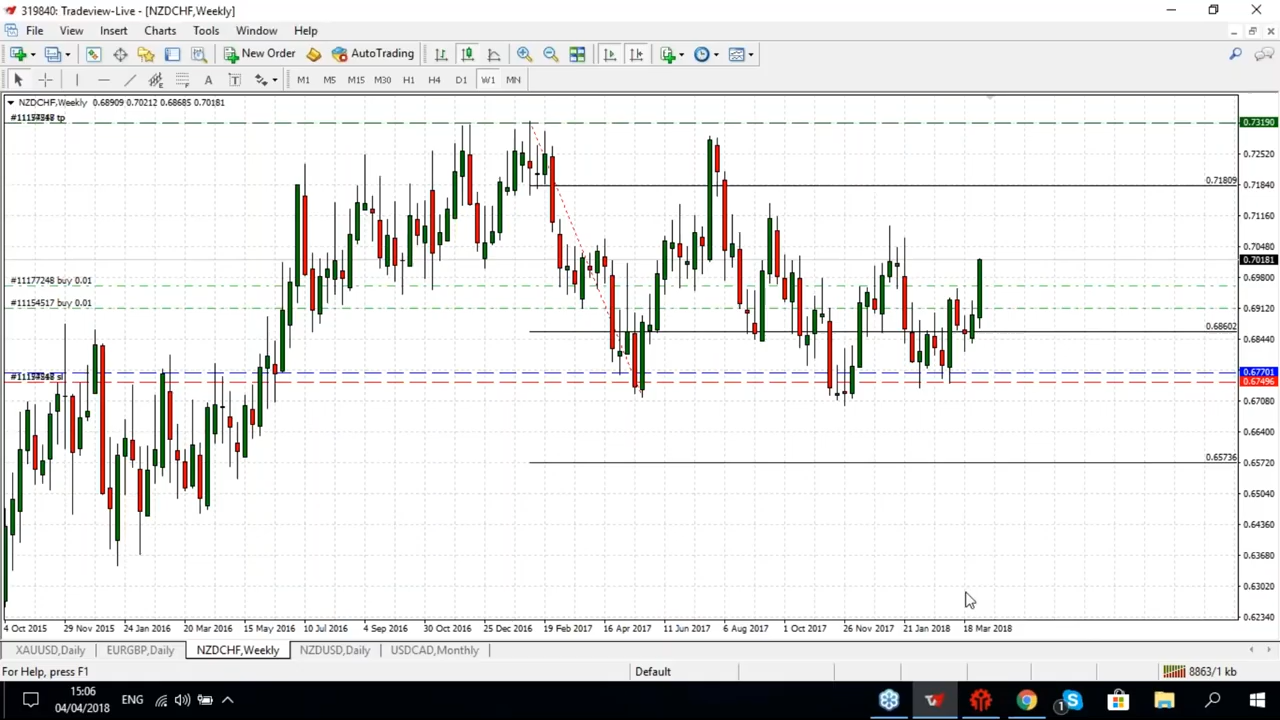 319840: Tradeview-Live - [NZDCHF,Weekly]
File View Insert Charts Tools Window Help
New Order AutoTrading
A T M1 M5 M15 M30 H1 H4 D1 W1 MN
NZDCHF,Weekly 0.68909 0.70212 0.68685 0.70181
tp
0.73190
0.72520
0.71809
0.71840
0.71160
0.70480
0.70181
#11177248 buy 0.01
0.69800
#11154517 buy 0.01
0.69120
0.68602
0.68440
sl
0.67701
0.67496
0.67080
0.66400
0.65736
0.65720
0.65040
0.64360
0.63680
0.63020
0.62340
4 Oct 2015 29 Nov 2015 24 Jan 2016 20 Mar 2016 15 May 2016 10 Jul 2016 4 Sep 2016 30 Oct 2016 25 Dec 2016 19 Feb 2017 16 Apr 2017 11 Jun 2017 6 Aug 2017 1 Oct 2017 26 Nov 2017 21 Jan 2018 18 Mar 2018
XAUUSD,Daily EURGBP,Daily NZDCHF,Weekly NZDUSD,Daily USDCAD,Monthly
For Help, press F1 Default 8863/1 kb
15:06
ENG
04/04/2018
1